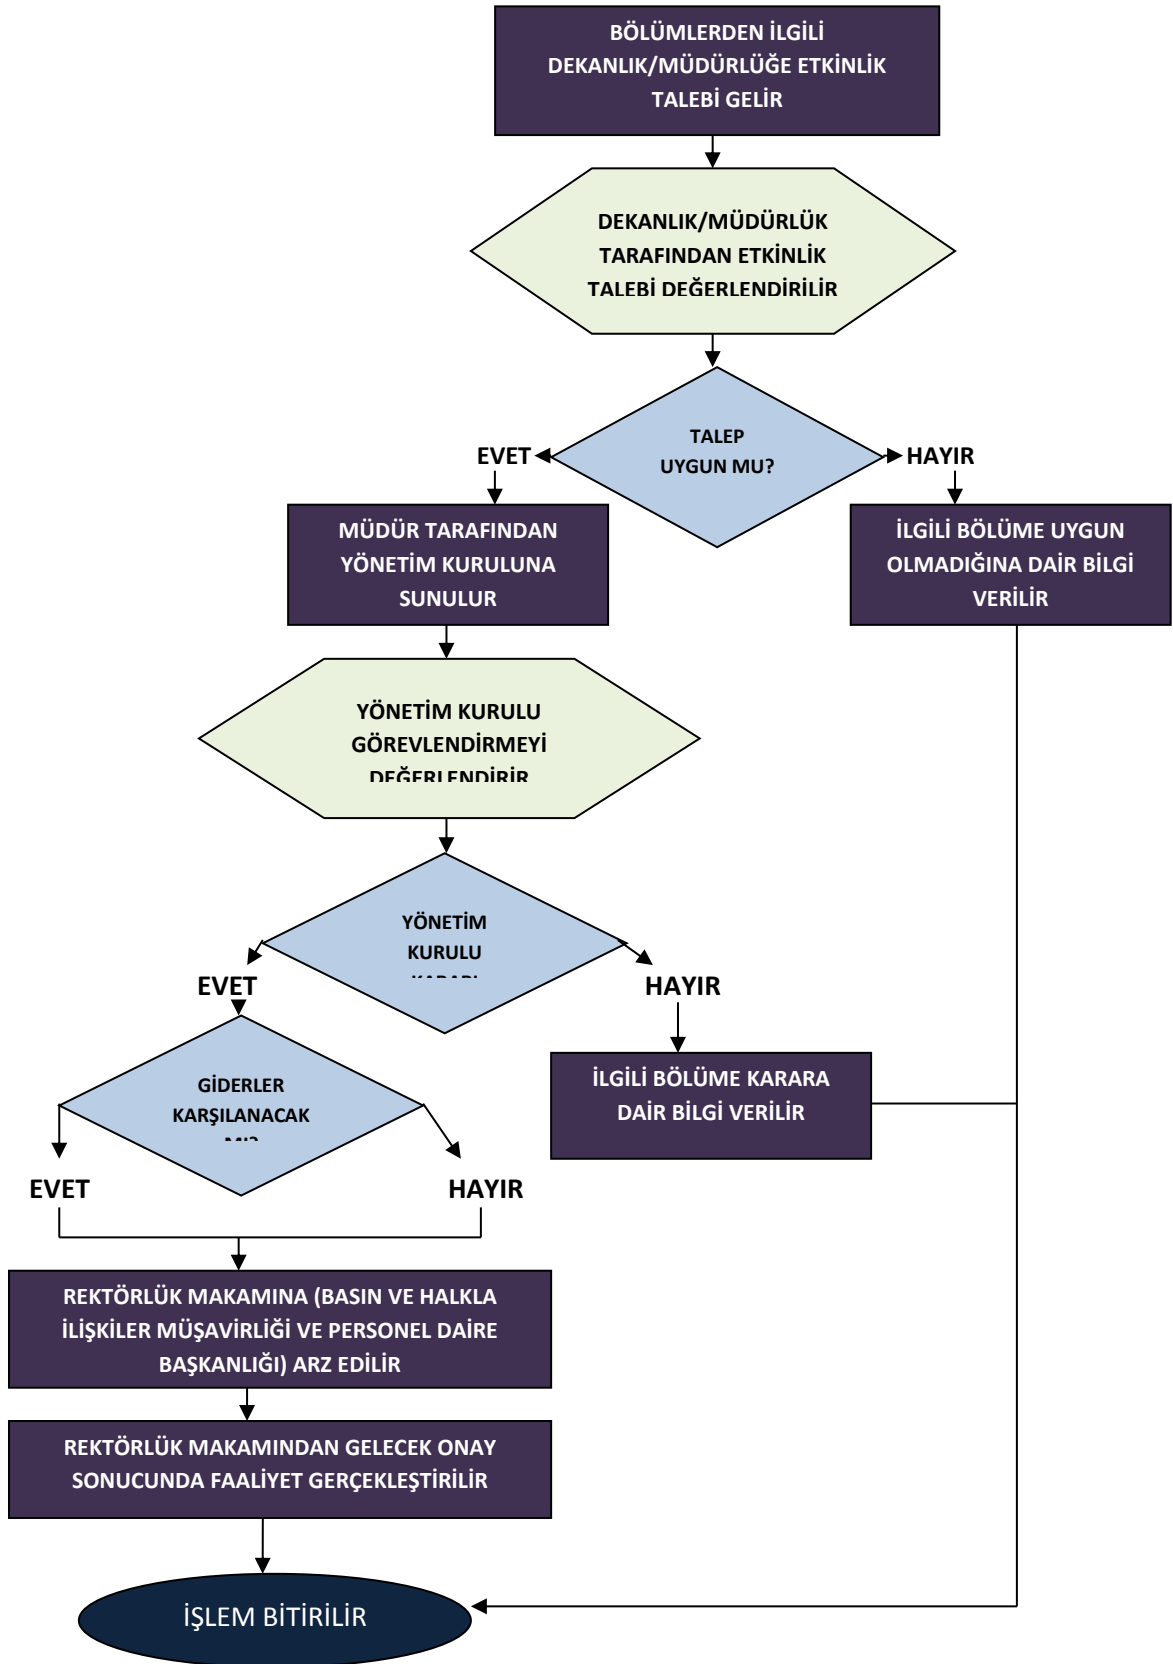 BÖLÜMLERDEN İLGİLİ
DEKANLIK/MÜDÜRLÜĞE ETKİNLİK
TALEBİ GELİR
DEKANLIK/MÜDÜRLÜK
TARAFINDAN ETKİNLİK
TALEBİ DEĞERLENDİRİLİR
TALEP
UYGUN MU?
EVET
HAYIR
MÜDÜR TARAFINDAN
YÖNETİM KURULUNA
SUNULUR
İLGİLİ BÖLÜME UYGUN
OLMADIĞINA DAİR BİLGİ
VERİLİR
YÖNETİM KURULU
GÖREVLENDİRMEYİ
DEĞERLENDİRİR
YÖNETİM
KURULU
KARARI
EVET
HAYIR
GİDERLER
KARŞILANACAK
MI?
İLGİLİ BÖLÜME KARARA
DAİR BİLGİ VERİLİR
EVET
HAYIR
REKTÖRLÜK MAKAMINA (BASIN VE HALKLA
İLİŞKİLER MÜŞAVİRLİĞİ VE PERSONEL DAİRE
BAŞKANLIĞI) ARZ EDİLİR
REKTÖRLÜK MAKAMINDAN GELECEK ONAY
SONUCUNDA FAALİYET GERÇEKLEŞTİRİLİR
İŞLEM BİTİRİLİR